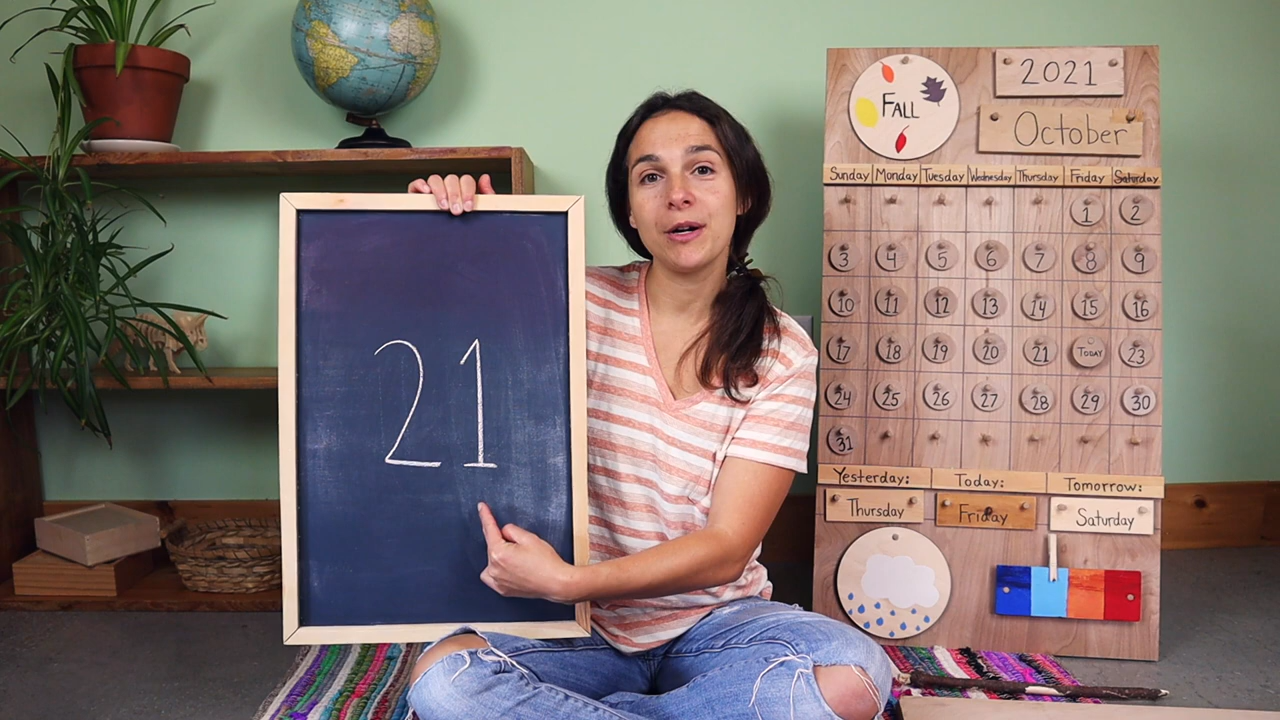 21
FALL
2021
October
Sunday Monday Tuesday Wednesday Thursday Friday Saturday
1 2
3 4 5 6 7 8 9
10 11 12 13 14 15 16
17 18 19 20 21 TODAY 23
24 25 26 27 28 29 30
31
Yesterday: Today: Tomorrow:
Thursday Friday Saturday